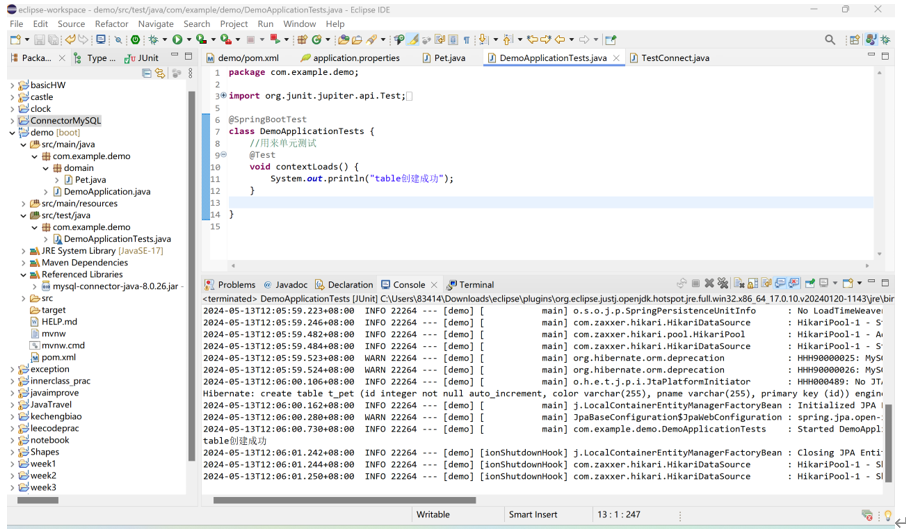 eclipse-workspace - demo/src/test/java/com/example/demo/DemoApplicationTests.java - Eclipse IDE
File Edit Source Refactor Navigate Search Project Run Window Help
Packa... Type ... JUnit
demo/pom.xml application.properties Pet.java DemoApplicationTests.java TestConnect.java
basicHW
castle
clock
ConnectorMySQL
demo [boot]
src/main/java
com.example.demo
domain
Pet.java
DemoApplication.java
src/main/resources
src/test/java
com.example.demo
DemoApplicationTests.java
JRE System Library [JavaSE-17]
Maven Dependencies
Referenced Libraries
mysql-connector-java-8.0.26.jar -
src
target
HELP.md
mvnw
mvnw.cmd
pom.xml
exception
innerclass_prac
javaimprove
JavaTravel
kechengbiao
leecodeprac
notebook
Shapes
week1
week2
week3
1 package com.example.demo;
2
3 import org.junit.jupiter.api.Test;
5
6 @SpringBootTest
7 class DemoApplicationTests {
8 //用来单元测试
9 @Test
10 void contextLoads() {
11 System.out.println("table创建成功");
12 }
13
14 }
15
Problems Javadoc Declaration Console Terminal
<terminated> DemoApplicationTests [JUnit] C:\Users\83414\Downloads\eclipse\plugins\org.eclipse.justj.openjdk.hotspot.jre.full.win32.x86_64_17.0.10.v20240120-1143\jre\bin
2024-05-13T12:05:59.223+08:00 INFO 22264 --- [demo] [ main] o.s.o.j.p.SpringPersistenceUnitInfo : No LoadTimeWeaver
2024-05-13T12:05:59.246+08:00 INFO 22264 --- [demo] [ main] com.zaxxer.hikari.HikariDataSource : HikariPool-1 - S
2024-05-13T12:05:59.482+08:00 INFO 22264 --- [demo] [ main] com.zaxxer.hikari.pool.HikariPool : HikariPool-1 - A
2024-05-13T12:05:59.484+08:00 INFO 22264 --- [demo] [ main] com.zaxxer.hikari.HikariDataSource : HikariPool-1 - S
2024-05-13T12:05:59.523+08:00 WARN 22264 --- [demo] [ main] org.hibernate.orm.deprecation : HHH90000025: MyS
2024-05-13T12:05:59.524+08:00 WARN 22264 --- [demo] [ main] org.hibernate.orm.deprecation : HHH90000026: MyS
2024-05-13T12:06:00.106+08:00 INFO 22264 --- [demo] [ main] o.h.e.t.j.p.i.JtaPlatformInitiator : HHH000489: No JT
Hibernate: create table t_pet (id integer not null auto_increment, color varchar(255), pname varchar(255), primary key (id)) engin
2024-05-13T12:06:00.162+08:00 INFO 22264 --- [demo] [ main] j.LocalContainerEntityManagerFactoryBean : Initialized JPA
2024-05-13T12:06:00.280+08:00 WARN 22264 --- [demo] [ main] JpaBaseConfiguration$JpaWebConfiguration : spring.jpa.open-
2024-05-13T12:06:00.730+08:00 INFO 22264 --- [demo] [ main] com.example.demo.DemoApplicationTests : Started DemoAppl
table创建成功
2024-05-13T12:06:01.242+08:00 INFO 22264 --- [demo] [ionShutdownHook] j.LocalContainerEntityManagerFactoryBean : Closing JPA Enti
2024-05-13T12:06:01.244+08:00 INFO 22264 --- [demo] [ionShutdownHook] com.zaxxer.hikari.HikariDataSource : HikariPool-1 - S
2024-05-13T12:06:01.250+08:00 INFO 22264 --- [demo] [ionShutdownHook] com.zaxxer.hikari.HikariDataSource : HikariPool-1 - S
Writable Smart Insert 13 : 1 : 247